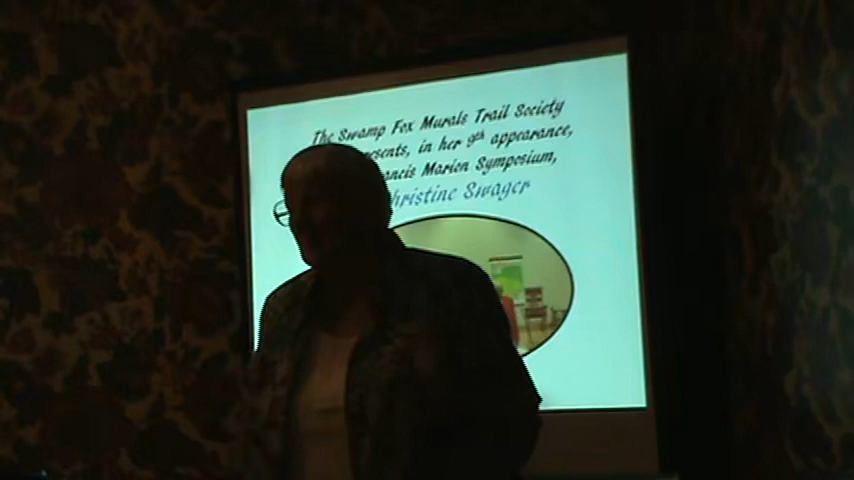 The Swamp Fox Murals Trail Society
in her 9th appearance,
Marion Symposium,
Swager